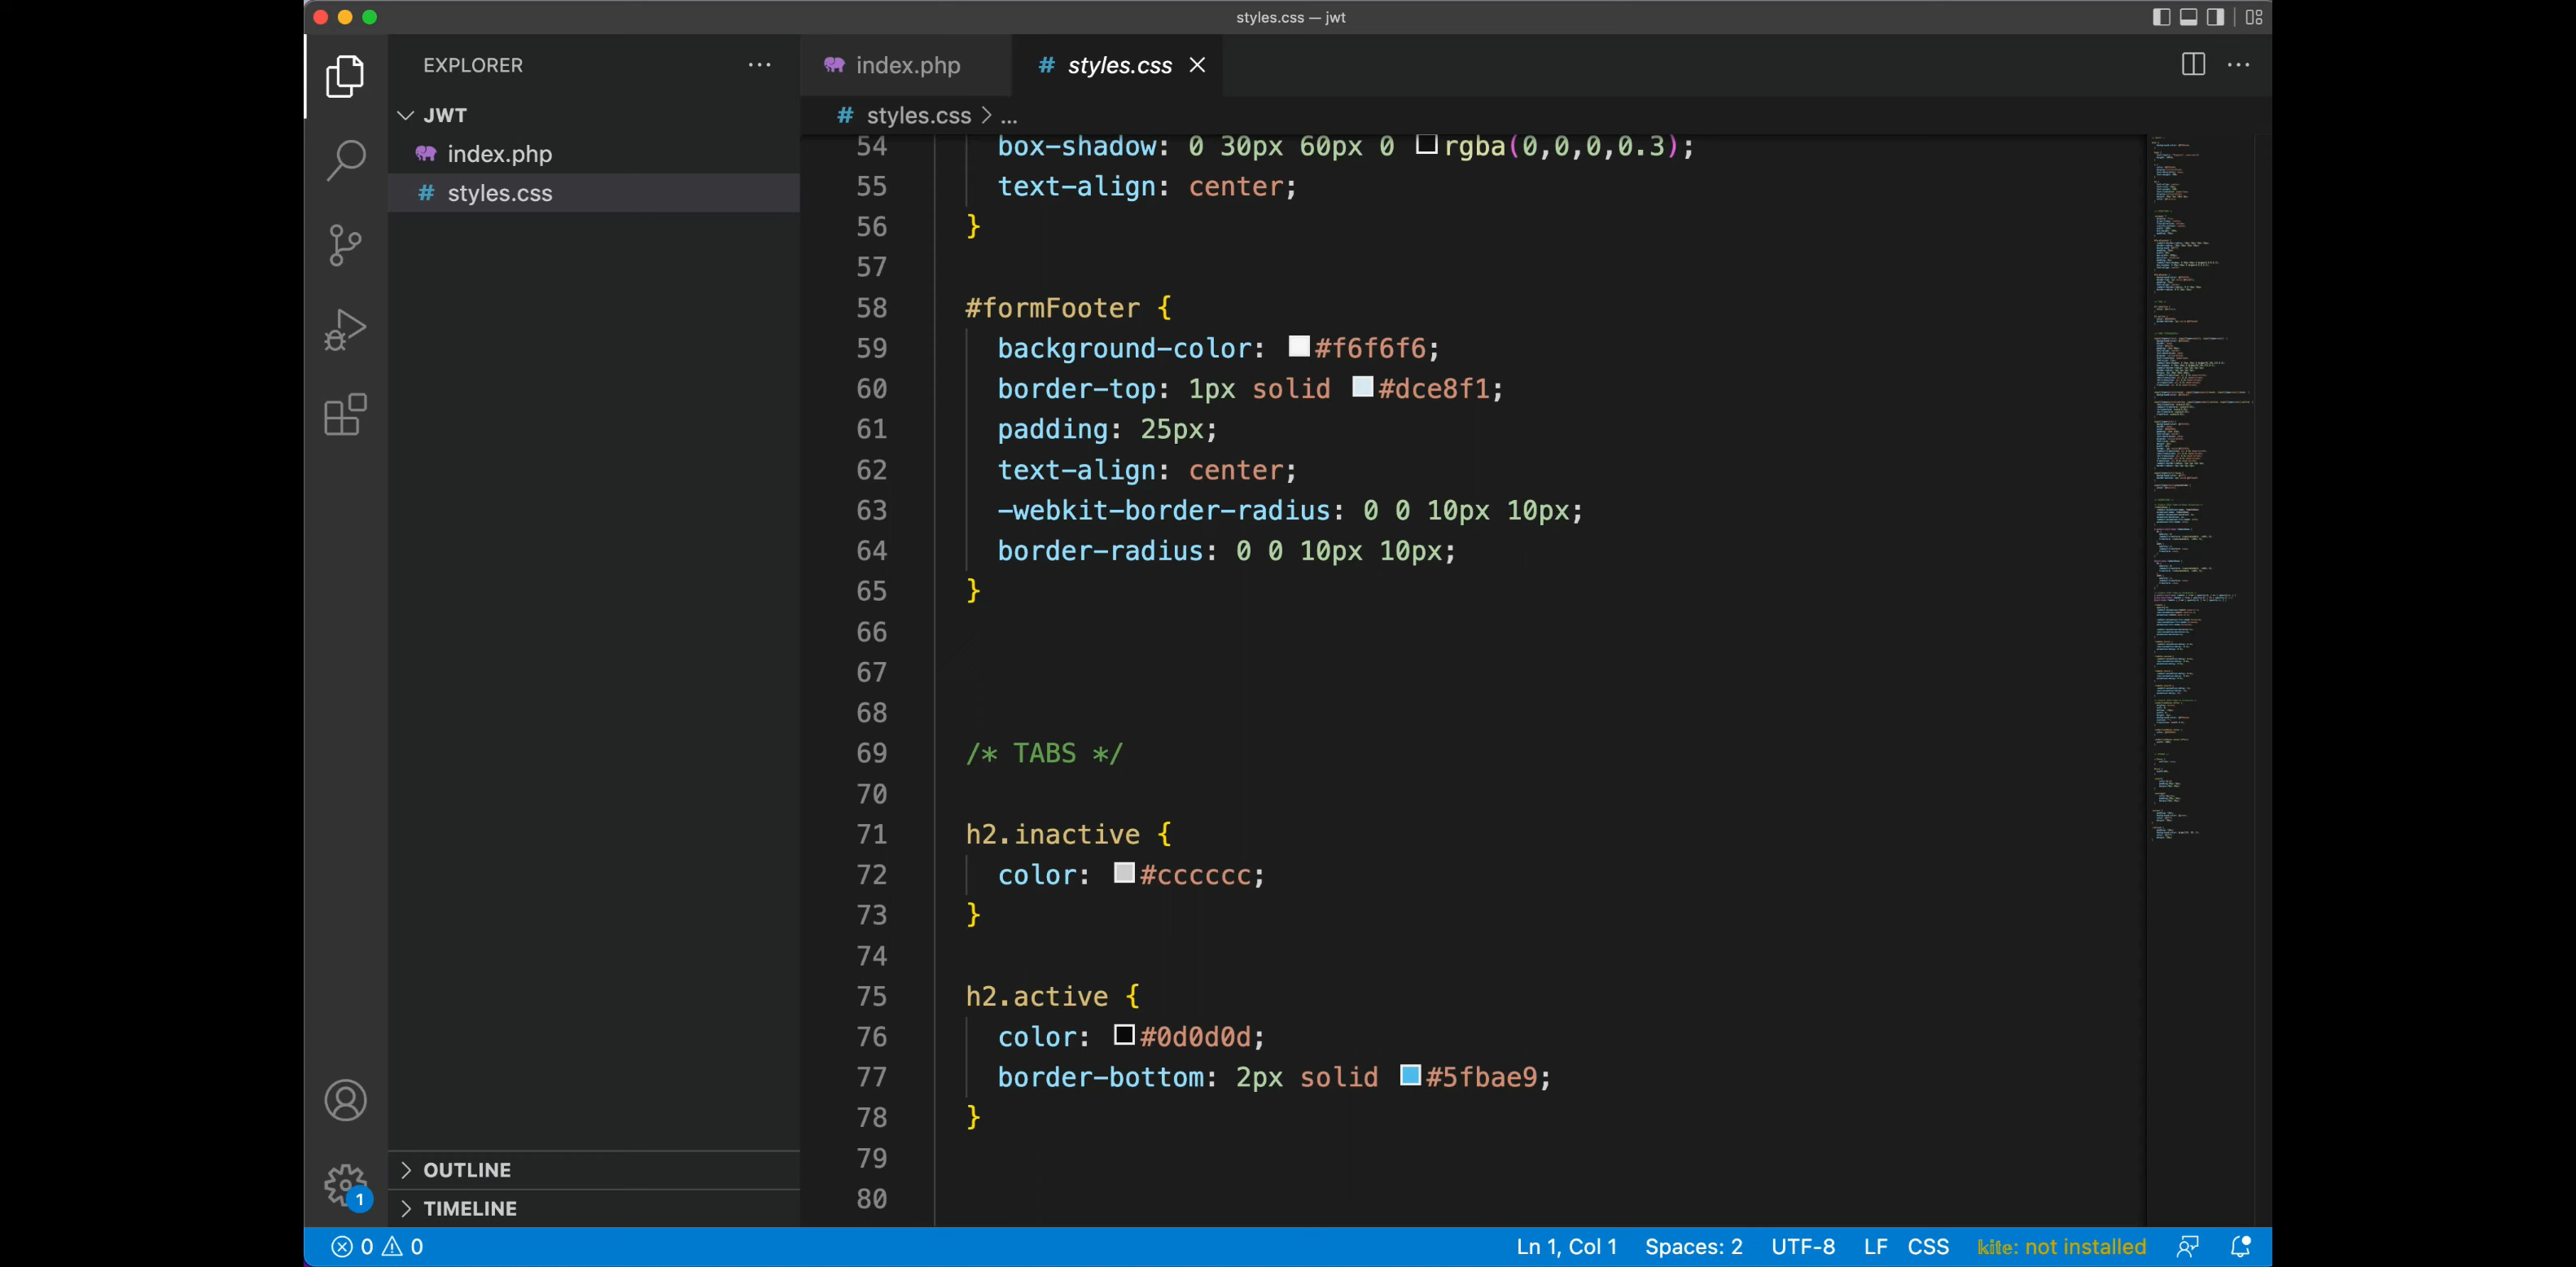 styles.css — jwt
EXPLORER
JWT
index.php
# styles.css
OUTLINE
TIMELINE
index.php
# styles.css
# styles.css > ...
54 box-shadow: 0 30px 60px 0 rgba(0,0,0,0.3);
55 text-align: center;
56 }
57
58 #formFooter {
59 background-color: #f6f6f6;
60 border-top: 1px solid #dce8f1;
61 padding: 25px;
62 text-align: center;
63 -webkit-border-radius: 0 0 10px 10px;
64 border-radius: 0 0 10px 10px;
65 }
66
67
68
69 /* TABS */
70
71 h2.inactive {
72 color: #cccccc;
73 }
74
75 h2.active {
76 color: #0d0d0d;
77 border-bottom: 2px solid #5fbae9;
78 }
79
80
1
0 0
Ln 1, Col 1 Spaces: 2 UTF-8 LF CSS kite: not installed